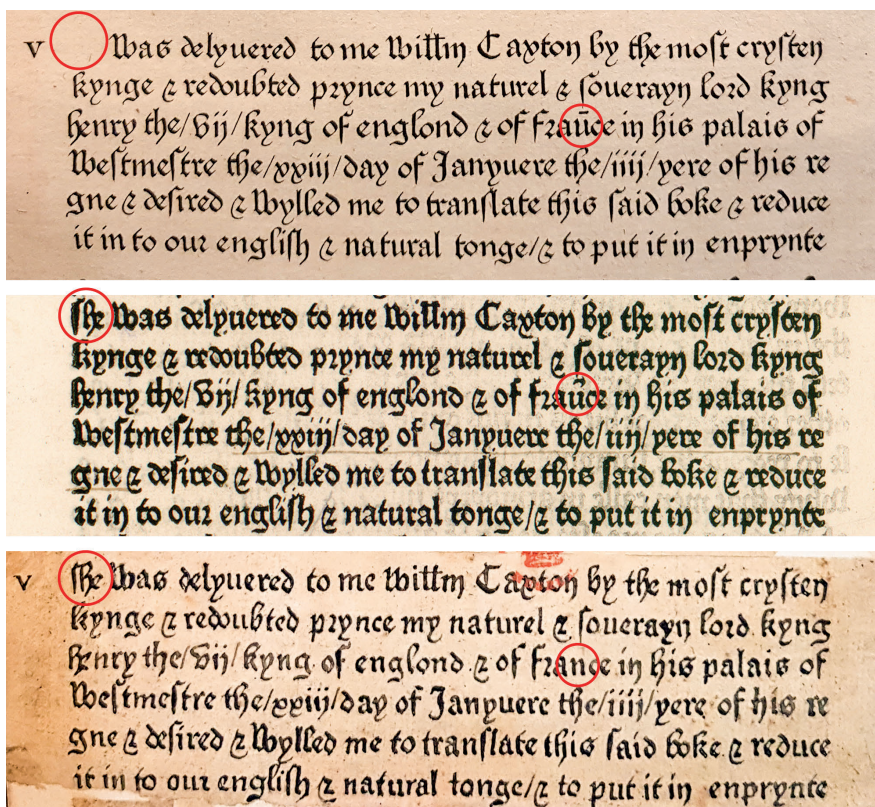 v was delyuered to me wiłłm Caxton by the moſt cryſten
kynge & redoubted prynce my naturel & ſouerayn lord kyng
henry the/vij/kyng of englond & of fraūce in his palais of
weſtmeſtre the/xxiij/day of Janyuere the/iiij/yere of his re
gne & deſired & wylled me to tranſlate this ſaid boke & reduce
it in to our engliſh & natural tonge/& to put it in enprynte
ſhe was delyuered to me wiłłm Caxton by the moſt cryſten
kynge & redoubted prynce my naturel & ſouerayn lord kyng
henry the/vij/kyng of englond & of fraūce in his palais of
weſtmeſtre the/xxiij/day of Janyuere the/iiij/yere of his re
gne & deſired & wylled me to tranſlate this ſaid boke & reduce
it in to our engliſh & natural tonge/& to put it in enprynte
v ſhe was delyuered to me wiłłm Caxton by the moſt cryſten
kynge & redoubted prynce my naturel & ſouerayn lord kyng
henry the/vij/kyng of englond & of france in his palais of
weſtmeſtre the/xxiij/day of Janyuere the/iiij/yere of his re
gne & deſired & wylled me to tranſlate this ſaid boke & reduce
it in to our engliſh & natural tonge/& to put it in enprynte